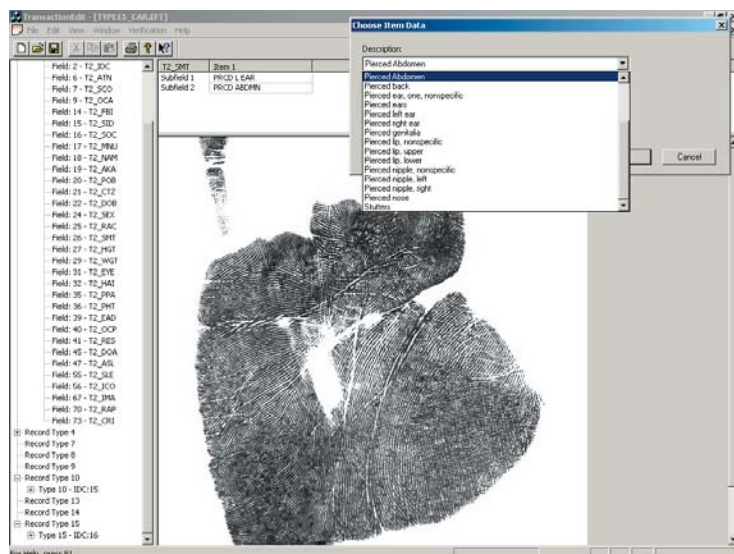 TransactionEdit - [TYPE13_CAR.EFT]
File Edit View Window Verification Help
Field: 2 - T2_IDC
Field: 6 - T2_ATN
Field: 7 - T2_SCO
Field: 9 - T2_OCA
Field: 14 - T2_FBI
Field: 15 - T2_SID
Field: 16 - T2_SOC
Field: 17 - T2_MNU
Field: 18 - T2_NAM
Field: 19 - T2_AKA
Field: 20 - T2_POB
Field: 21 - T2_CTZ
Field: 22 - T2_DOB
Field: 24 - T2_SEX
Field: 25 - T2_RAC
Field: 26 - T2_SMT
Field: 27 - T2_HGT
Field: 29 - T2_WGT
Field: 31 - T2_EYE
Field: 32 - T2_HAI
Field: 35 - T2_PPA
Field: 36 - T2_PHT
Field: 39 - T2_EAD
Field: 40 - T2_OCP
Field: 41 - T2_RES
Field: 45 - T2_DOA
Field: 47 - T2_ASL
Field: 55 - T2_SLE
Field: 56 - T2_ICO
Field: 67 - T2_IMA
Field: 70 - T2_RAP
Field: 73 - T2_CRI
Record Type 4
Record Type 7
Record Type 8
Record Type 9
Record Type 10
Type 10 - IDC:15
Record Type 13
Record Type 14
Record Type 15
Type 15 - IDC:16
T2_SMT Item 1
Subfield 1 PRCD L EAR
Subfield 2 PRCD ABDMN
Choose Item Data
Description:
Pierced Abdomen
Pierced Abdomen
Pierced back
Pierced ear, one, nonspecific
Pierced ears
Pierced left ear
Pierced right ear
Pierced genitalia
Pierced lip, nonspecific
Pierced lip, upper
Pierced lip, lower
Pierced nipple, nonspecific
Pierced nipple, left
Pierced nipple, right
Pierced nose
Stutters
Cancel
For Help, press F1